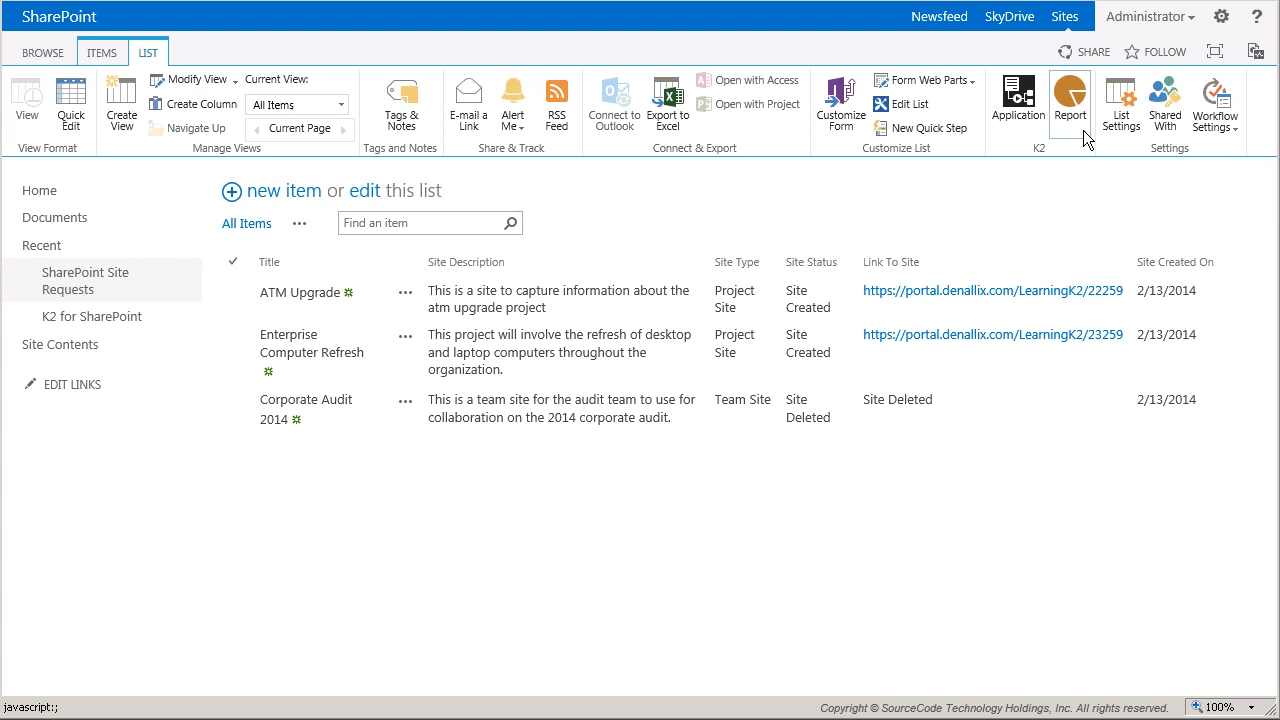 SharePoint
Newsfeed SkyDrive Sites Administrator ?
BROWSE ITEMS LIST SHARE FOLLOW
View
Quick Edit
View Format
Create View
Modify View
Create Column
Navigate Up
Current View:
All Items
Current Page
Manage Views
Tags & Notes
Tags and Notes
E-mail a Link
Alert Me
RSS Feed
Share & Track
Connect to Outlook
Export to Excel
Open with Access
Open with Project
Connect & Export
Customize Form
Form Web Parts
Edit List
New Quick Step
Customize List
Application
Report
K2
List Settings
Shared With
Workflow Settings
Settings
Home
Documents
Recent
SharePoint Site
Requests
K2 for SharePoint
Site Contents
EDIT LINKS
new item or edit this list
All Items ••• Find an item
Title Site Description Site Type Site Status Link To Site Site Created On
ATM Upgrade ••• This is a site to capture information about the Project Site https://portal.denallix.com/LearningK2/22259 2/13/2014
atm upgrade project Site Created
Enterprise ••• This project will involve the refresh of desktop Project Site https://portal.denallix.com/LearningK2/23259 2/13/2014
Computer Refresh and laptop computers throughout the Site Created
organization.
Corporate Audit ••• This is a team site for the audit team to use for Team Site Site Site Deleted 2/13/2014
2014 collaboration on the 2014 corporate audit. Deleted
javascript:; Copyright © SourceCode Technology Holdings, Inc. All rights reserved. 100%